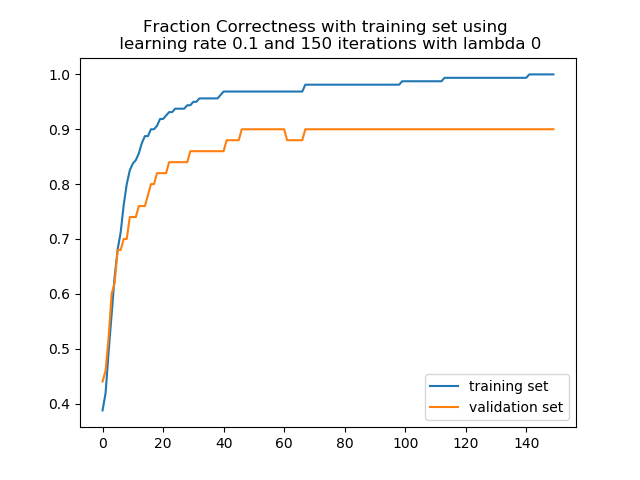 Fraction Correctness with training set using
learning rate 0.1 and 150 iterations with lambda 0
1.0
0.9
0.8
0.7
0.6
0.5
0.4
training set
validation set
0 20 40 60 80 100 120 140